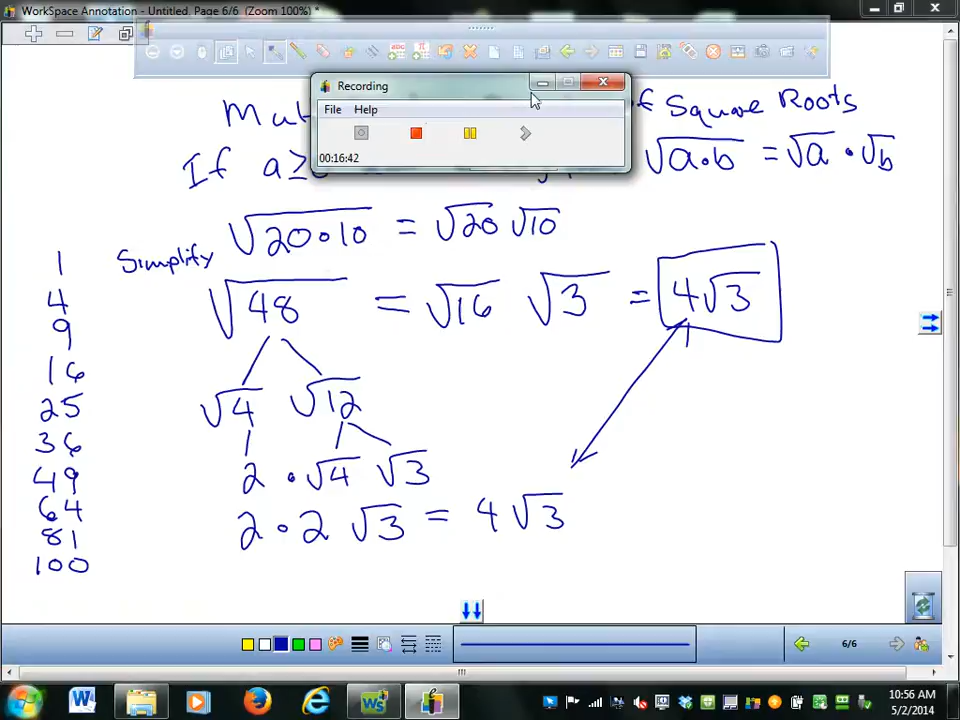 WorkSpace Annotation - Untitled, Page 6/6 (Zoom 100%) *
Recording
File Help
00:16:42
of Square Roots
If a≥ √a·b = √a · √b
√20·10 = √20 √10
Simplify
√48 = √16 √3 = 4√3
√4 √12
2 · √4 √3
2 · 2 √3 = 4√3
1
4
9
16
25
36
49
64
81
100
6/6
10:56 AM
5/2/2014